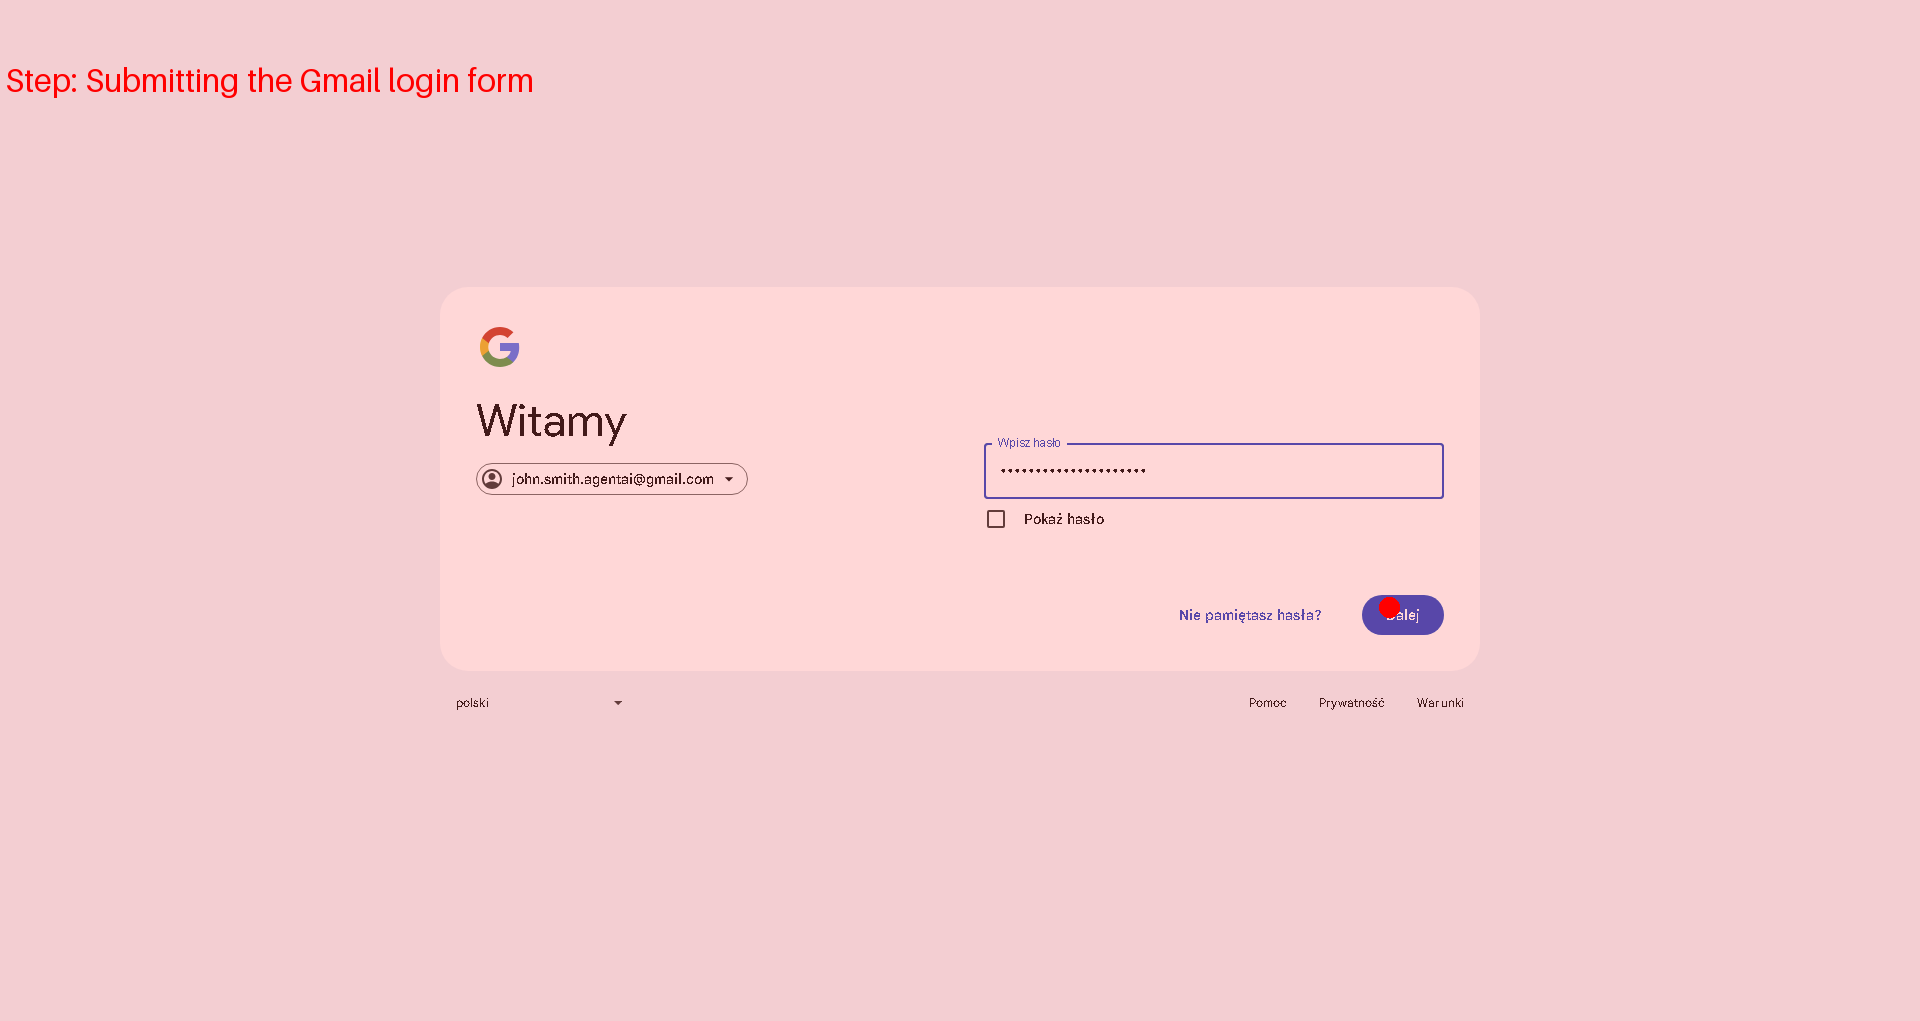 Step: Submitting the Gmail login form
Witamy
john.smith.agentai@gmail.com
Wpisz hasło
•••••••••••••••••••••
Pokaż hasło
Nie pamiętasz hasła?
alej
polski
Pomoc
Prywatność
Warunki